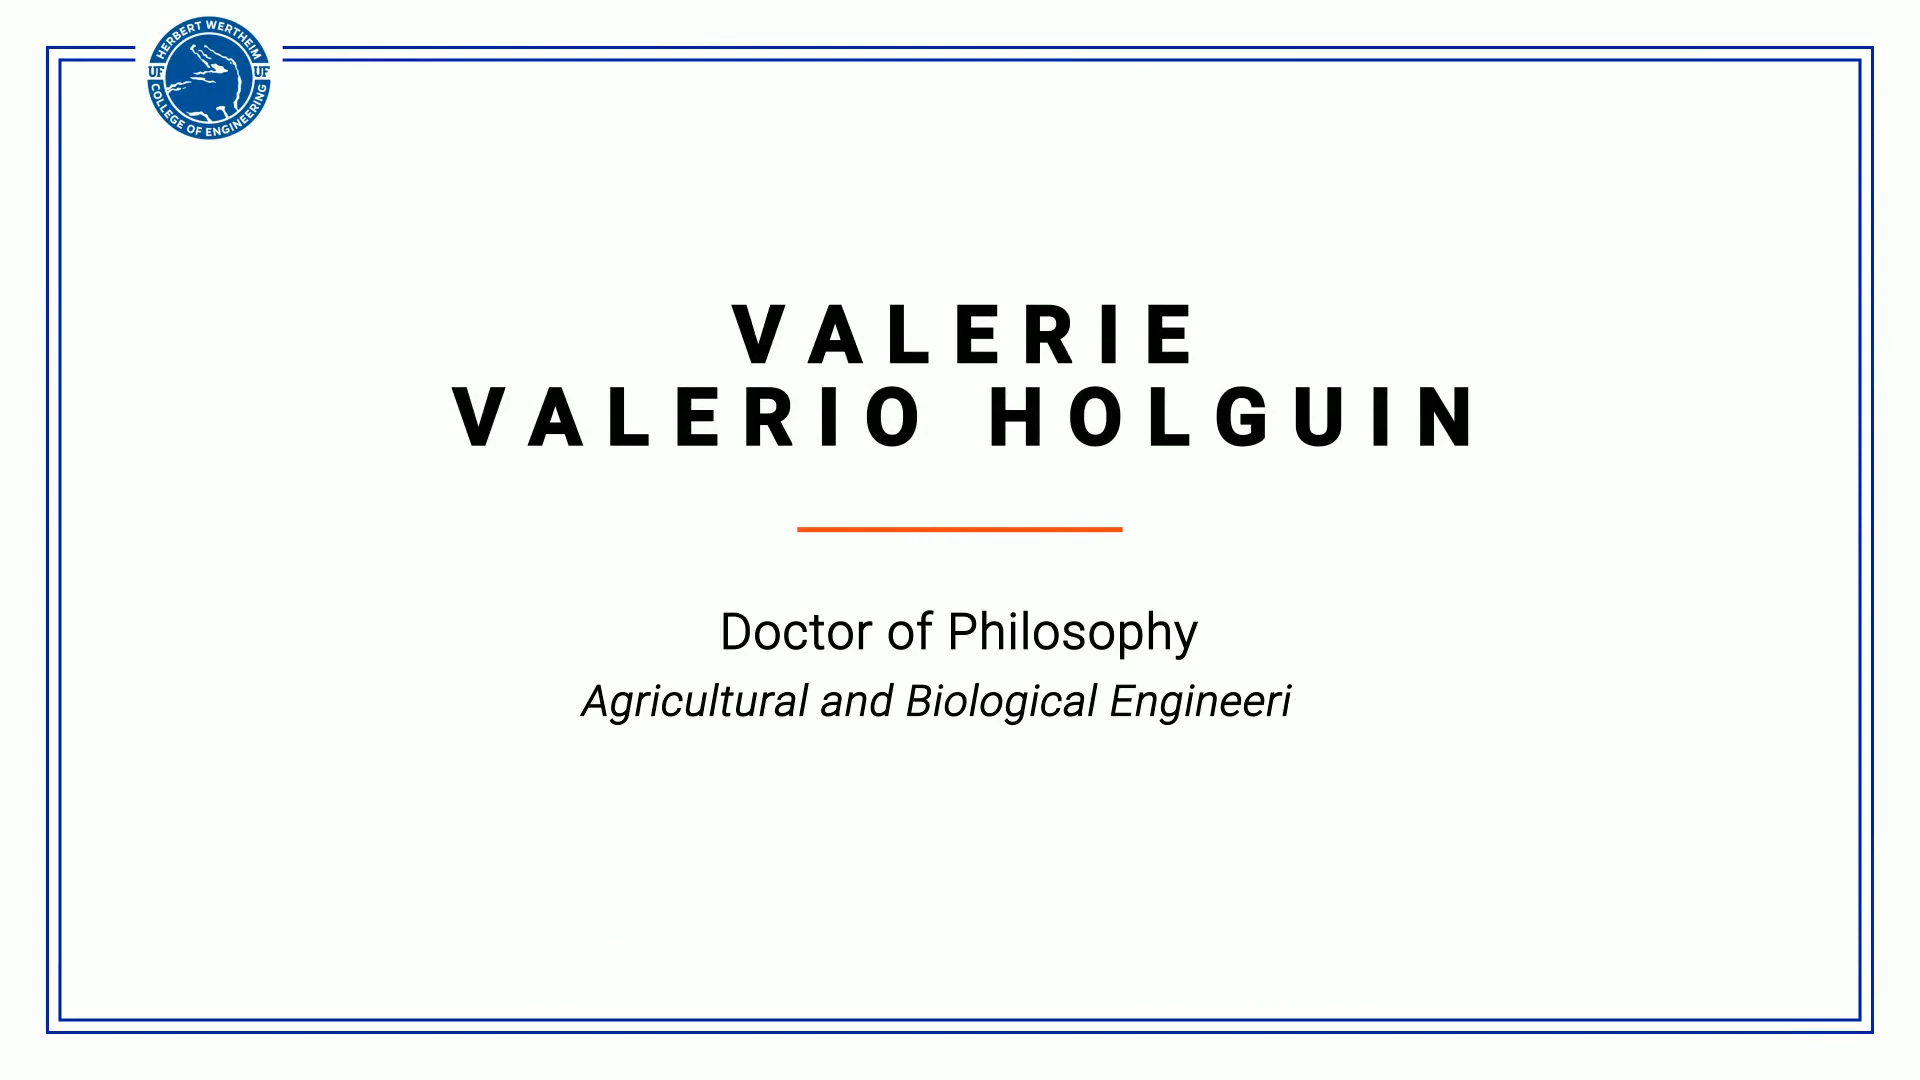 HERBERT WERTHEIM
UF UF
COLLEGE OF ENGINEERING
VALERIE
VALERIO HOLGUIN
Doctor of Philosophy
Agricultural and Biological Engineeri